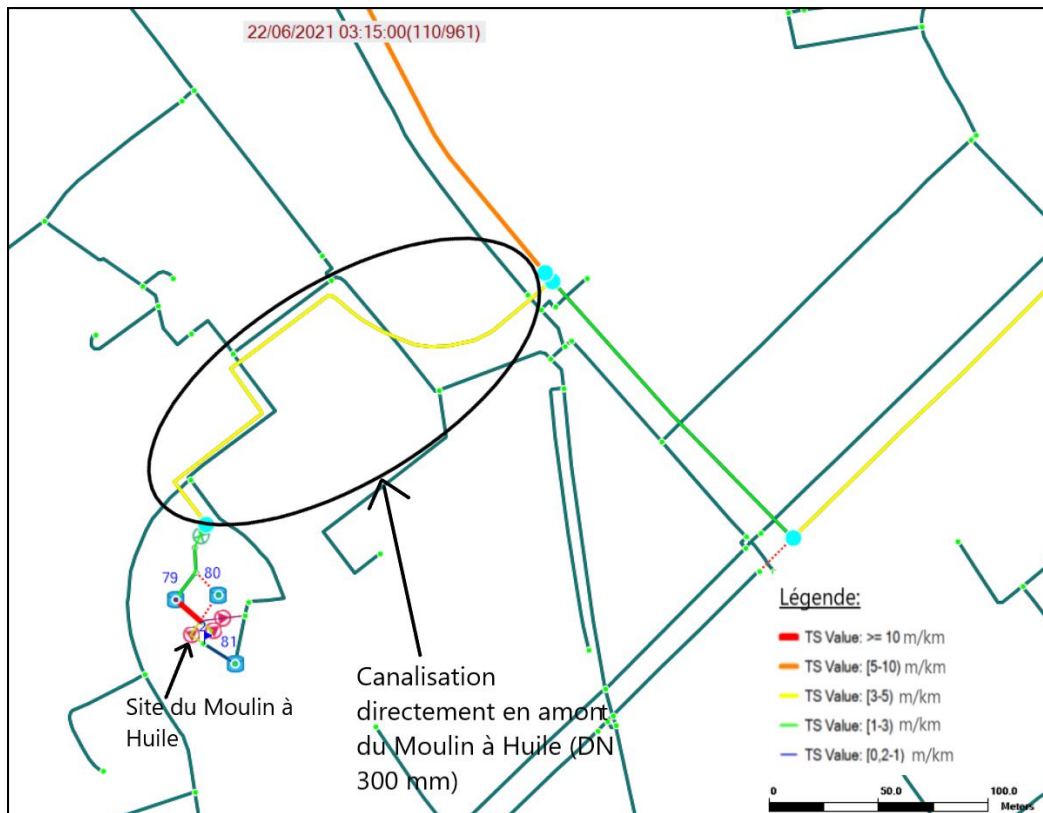 22/06/2021 03:15:00(110/961)
79
80
81
Site du Moulin à
Huile
Canalisation
directement en amont
du Moulin à Huile (DN
300 mm)
Légende:
TS Value: >= 10 m/km
TS Value: [5-10) m/km
TS Value: [3-5) m/km
TS Value: [1-3) m/km
TS Value: [0,2-1) m/km
0 50.0 100.0
Meters